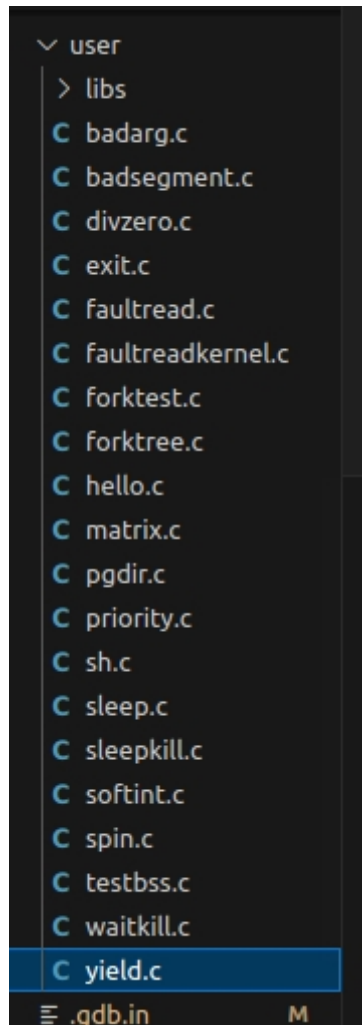 user
libs
C badarg.c
C badsegment.c
C divzero.c
C exit.c
C faultread.c
C faultreadkernel.c
C forktest.c
C forktree.c
C hello.c
C matrix.c
C pgdir.c
C priority.c
C sh.c
C sleep.c
C sleepkill.c
C softint.c
C spin.c
C testbss.c
C waitkill.c
C yield.c
.gdb.in M